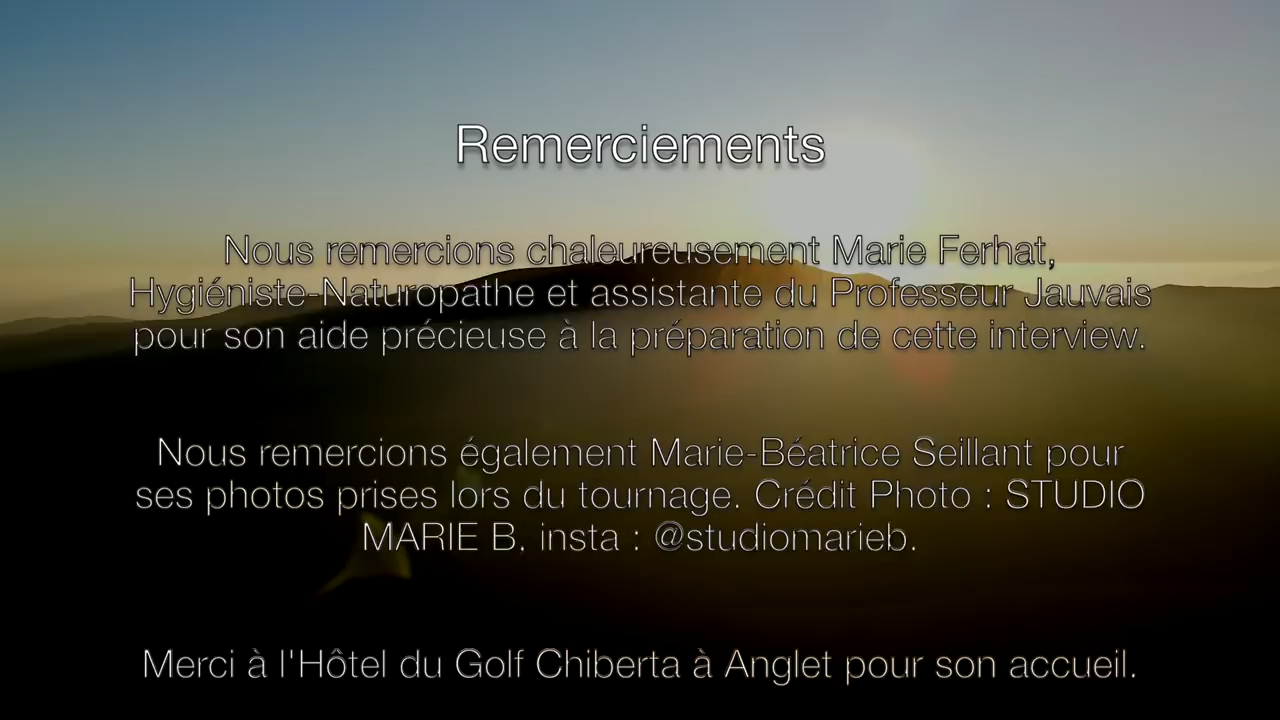 Remerciements
Nous remercions chaleureusement Marie Ferhat,
Hygiéniste-Naturopathe et assistante du Professeur Jauvais
pour son aide précieuse à la préparation de cette interview.
Nous remercions également Marie-Béatrice Seillant pour
ses photos prises lors du tournage. Crédit Photo : STUDIO
MARIE B. insta : @studiomarieb.
Merci à l'Hôtel du Golf Chiberta à Anglet pour son accueil.